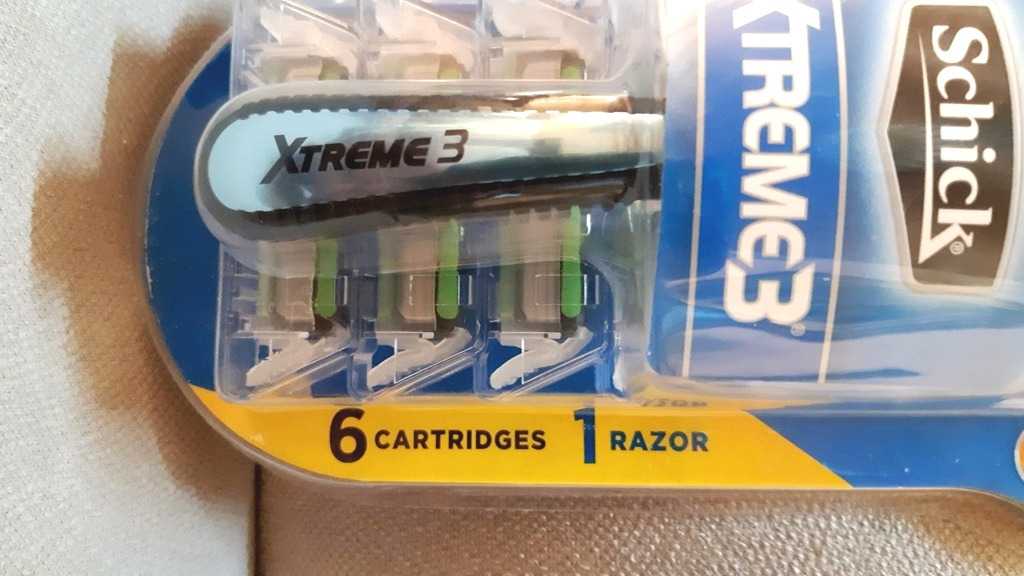 XTREME 3
XTREME3®
Schick®
6 CARTRIDGES 1 RAZOR